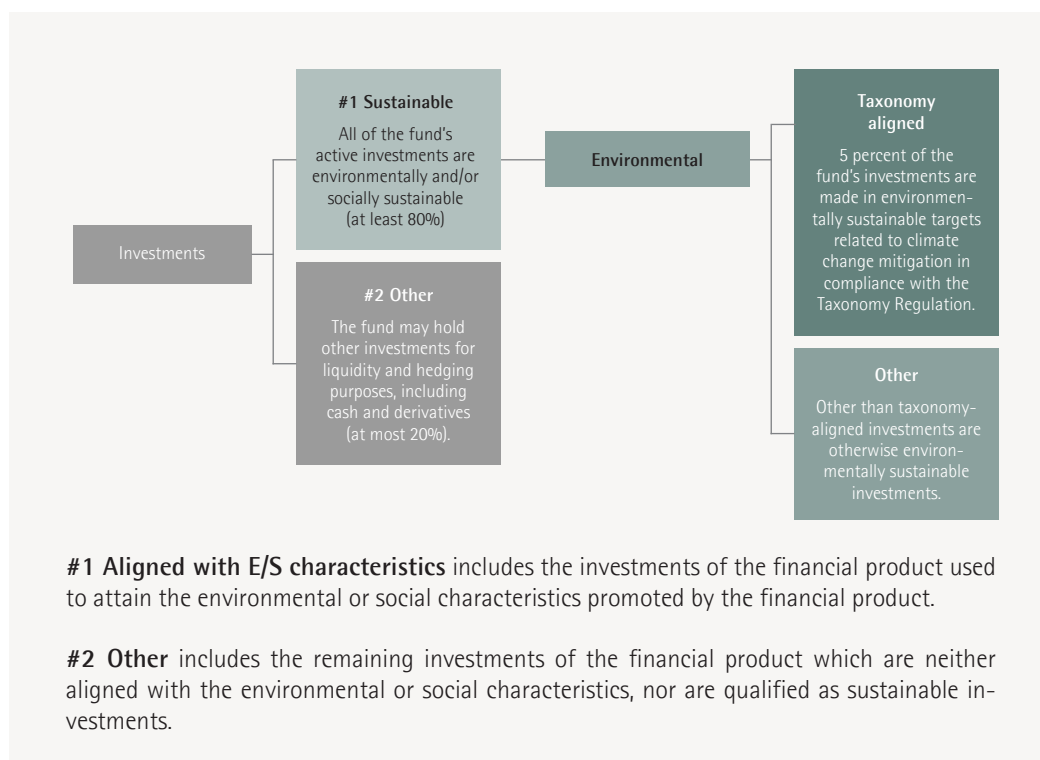 Investments
#1 Sustainable
All of the fund's
active investments are
environmentally and/or
socially sustainable
(at least 80%)
#2 Other
The fund may hold
other investments for
liquidity and hedging
purposes, including
cash and derivatives
(at most 20%).
Environmental
Taxonomy
aligned
5 percent of the
fund's investments are
made in environmen-
tally sustainable targets
related to climate
change mitigation in
compliance with the
Taxonomy Regulation.
Other
Other than taxonomy-
aligned investments are
otherwise environ-
mentally sustainable
investments.
#1 Aligned with E/S characteristics includes the investments of the financial product used
to attain the environmental or social characteristics promoted by the financial product.
#2 Other includes the remaining investments of the financial product which are neither
aligned with the environmental or social characteristics, nor are qualified as sustainable in-
vestments.